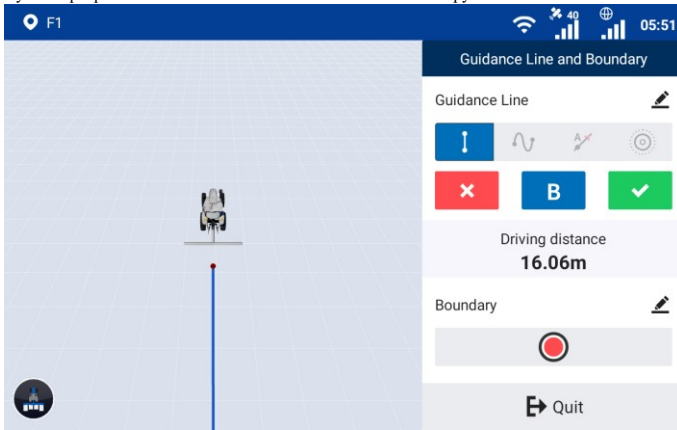 F1
40
05:51
Guidance Line and Boundary
Guidance Line
A
B
Driving distance
16.06m
Boundary
Quit